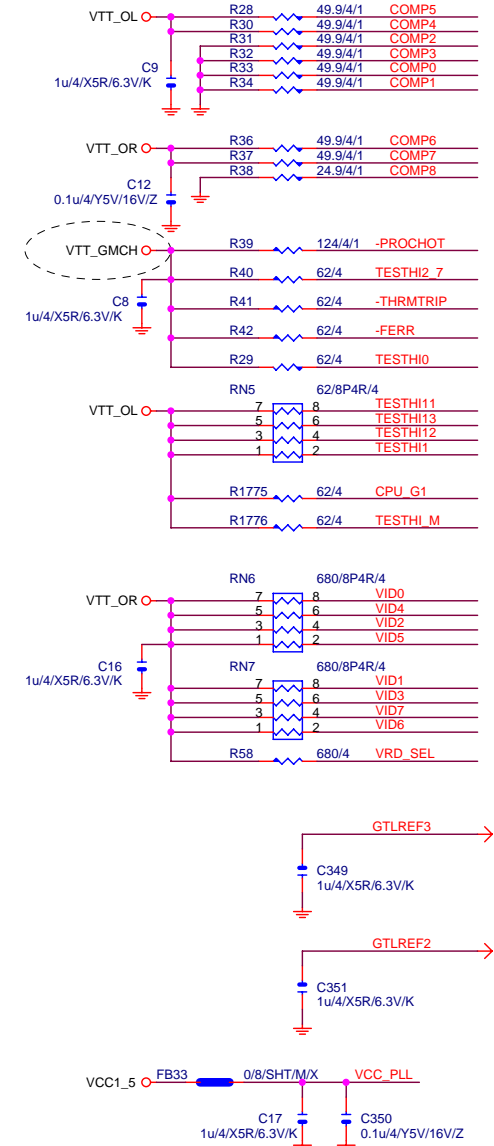 VTT_OL R28 49.9/4/1 COMP5
R30 49.9/4/1 COMP4
R31 49.9/4/1 COMP2
C9 R32 49.9/4/1 COMP3
1u/4/X5R/6.3V/K R33 49.9/4/1 COMP0
R34 49.9/4/1 COMP1
VTT_OR R36 49.9/4/1 COMP6
R37 49.9/4/1 COMP7
C12 R38 24.9/4/1 COMP8
0.1u/4/Y5V/16V/Z
VTT_GMCH R39 124/4/1 -PROCHOT
R40 62/4 TESTHI2_7
C8 R41 62/4 -THRMTRIP
1u/4/X5R/6.3V/K
R42 62/4 -FERR
R29 62/4 TESTHI0
RN5 62/8P4R/4
VTT_OL 7 8 TESTHI11
5 6 TESTHI13
3 4 TESTHI12
1 2 TESTHI1
R1775 62/4 CPU_G1
R1776 62/4 TESTHI_M
RN6 680/8P4R/4
VTT_OR 7 8 VID0
5 6 VID4
3 4 VID2
1 2 VID5
C16 RN7 680/8P4R/4
1u/4/X5R/6.3V/K 7 8 VID1
5 6 VID3
3 4 VID7
1 2 VID6
R58 680/4 VRD_SEL
GTLREF3
C349
1u/4/X5R/6.3V/K
GTLREF2
C351
1u/4/X5R/6.3V/K
VCC1_5 FB33 0/8/SHT/M/X VCC_PLL
C17 C350
1u/4/X5R/6.3V/K 0.1u/4/Y5V/16V/Z